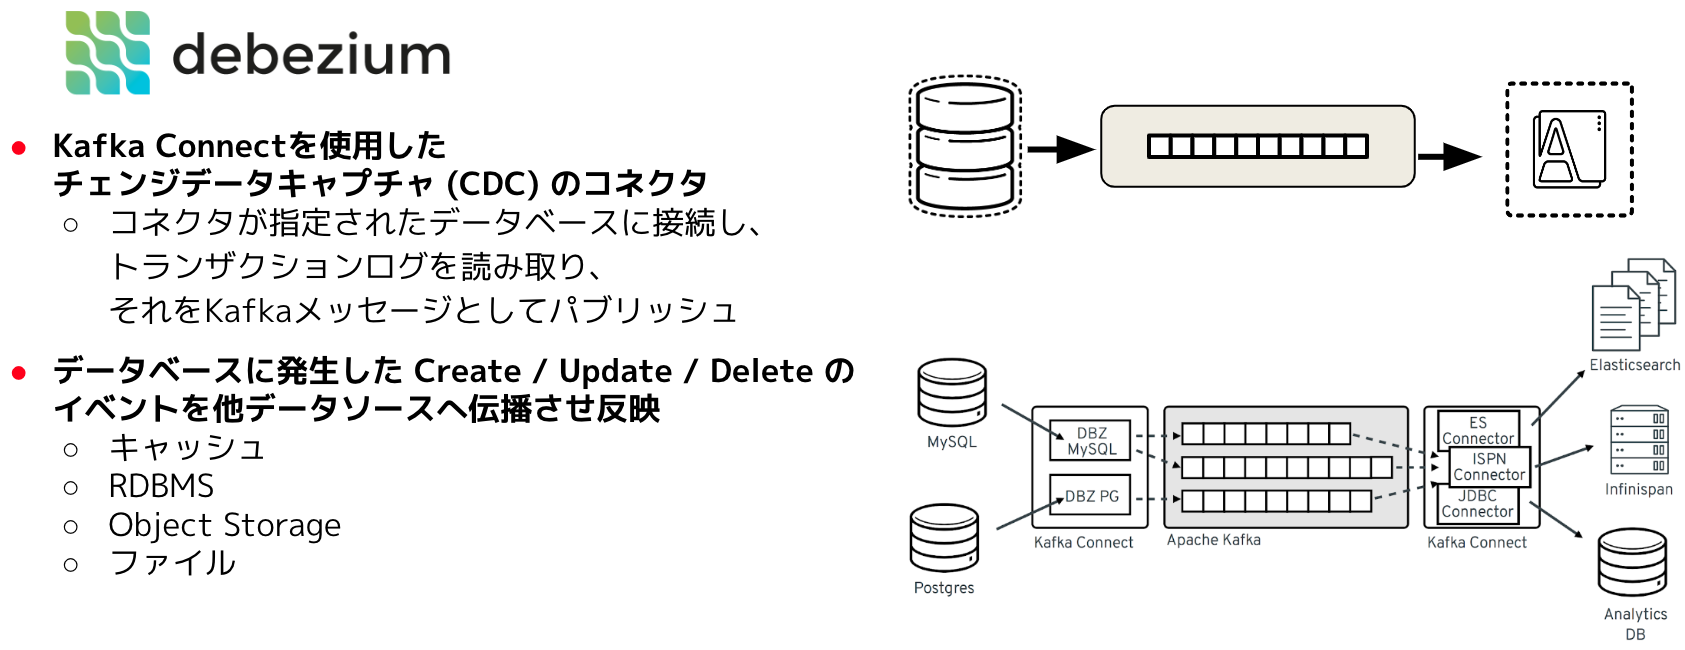 debezium
● Kafka Connectを使用した
チェンジデータキャプチャ (CDC) のコネクタ
○ コネクタが指定されたデータベースに接続し、
トランザクションログを読み取り、
それをKafkaメッセージとしてパブリッシュ
● データベースに発生した Create / Update / Delete の
イベントを他データソースへ伝播させ反映
○ キャッシュ
○ RDBMS
○ Object Storage
○ ファイル
A
MySQL
Postgres
DBZ
MySQL
DBZ PG
Kafka Connect
Apache Kafka
ES
Connector
ISPN
Connector
JDBC
Connector
Kafka Connect
Elasticsearch
Infinispan
Analytics
DB